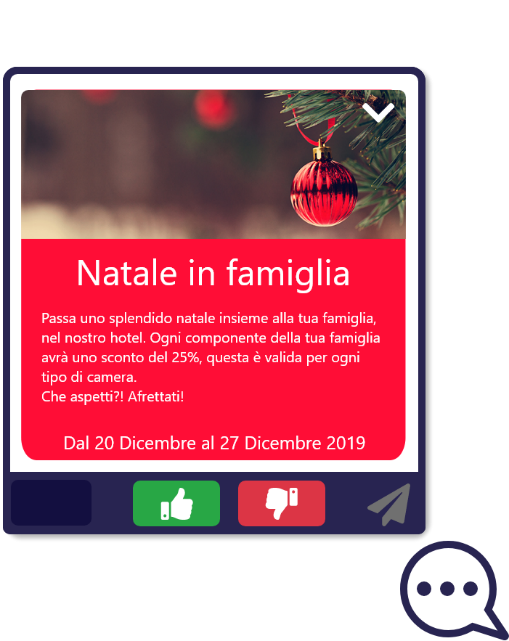 Natale in famiglia
Passa uno splendido natale insieme alla tua famiglia,
nel nostro hotel. Ogni componente della tua famiglia
avrà uno sconto del 25%, questa è valida per ogni
tipo di camera.
Che aspetti?! Afrettati!
Dal 20 Dicembre al 27 Dicembre 2019